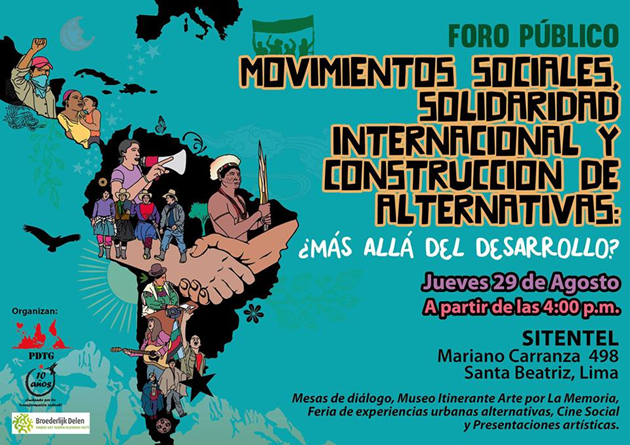 FORO PÚBLICO
MOVIMIENTOS SOCIALES,
SOLIDARIDAD
INTERNACIONAL Y
CONSTRUCCION DE
ALTERNATIVAS:
¿MÁS ALLÁ DEL DESARROLLO?
Jueves 29 de Agosto
A partir de las 4:00 p.m.
SITENTEL
Mariano Carranza 498
Santa Beatriz, Lima
Mesas de diálogo, Museo Itinerante Arte por La Memoria,
Feria de experiencias urbanas alternativas, Cine Social
y Presentaciones artísticas.
Organizan:
PDTG
10
años
Broederlijk Delen